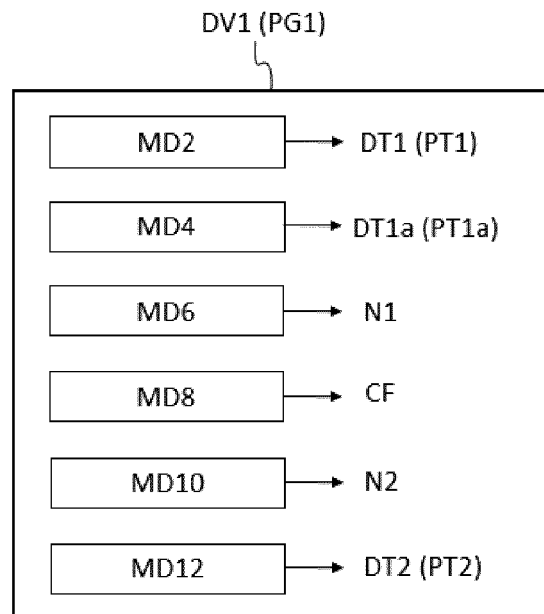 DV1 (PG1)
MD2 DT1 (PT1)
MD4 DT1a (PT1a)
MD6 N1
MD8 CF
MD10 N2
MD12 DT2 (PT2)